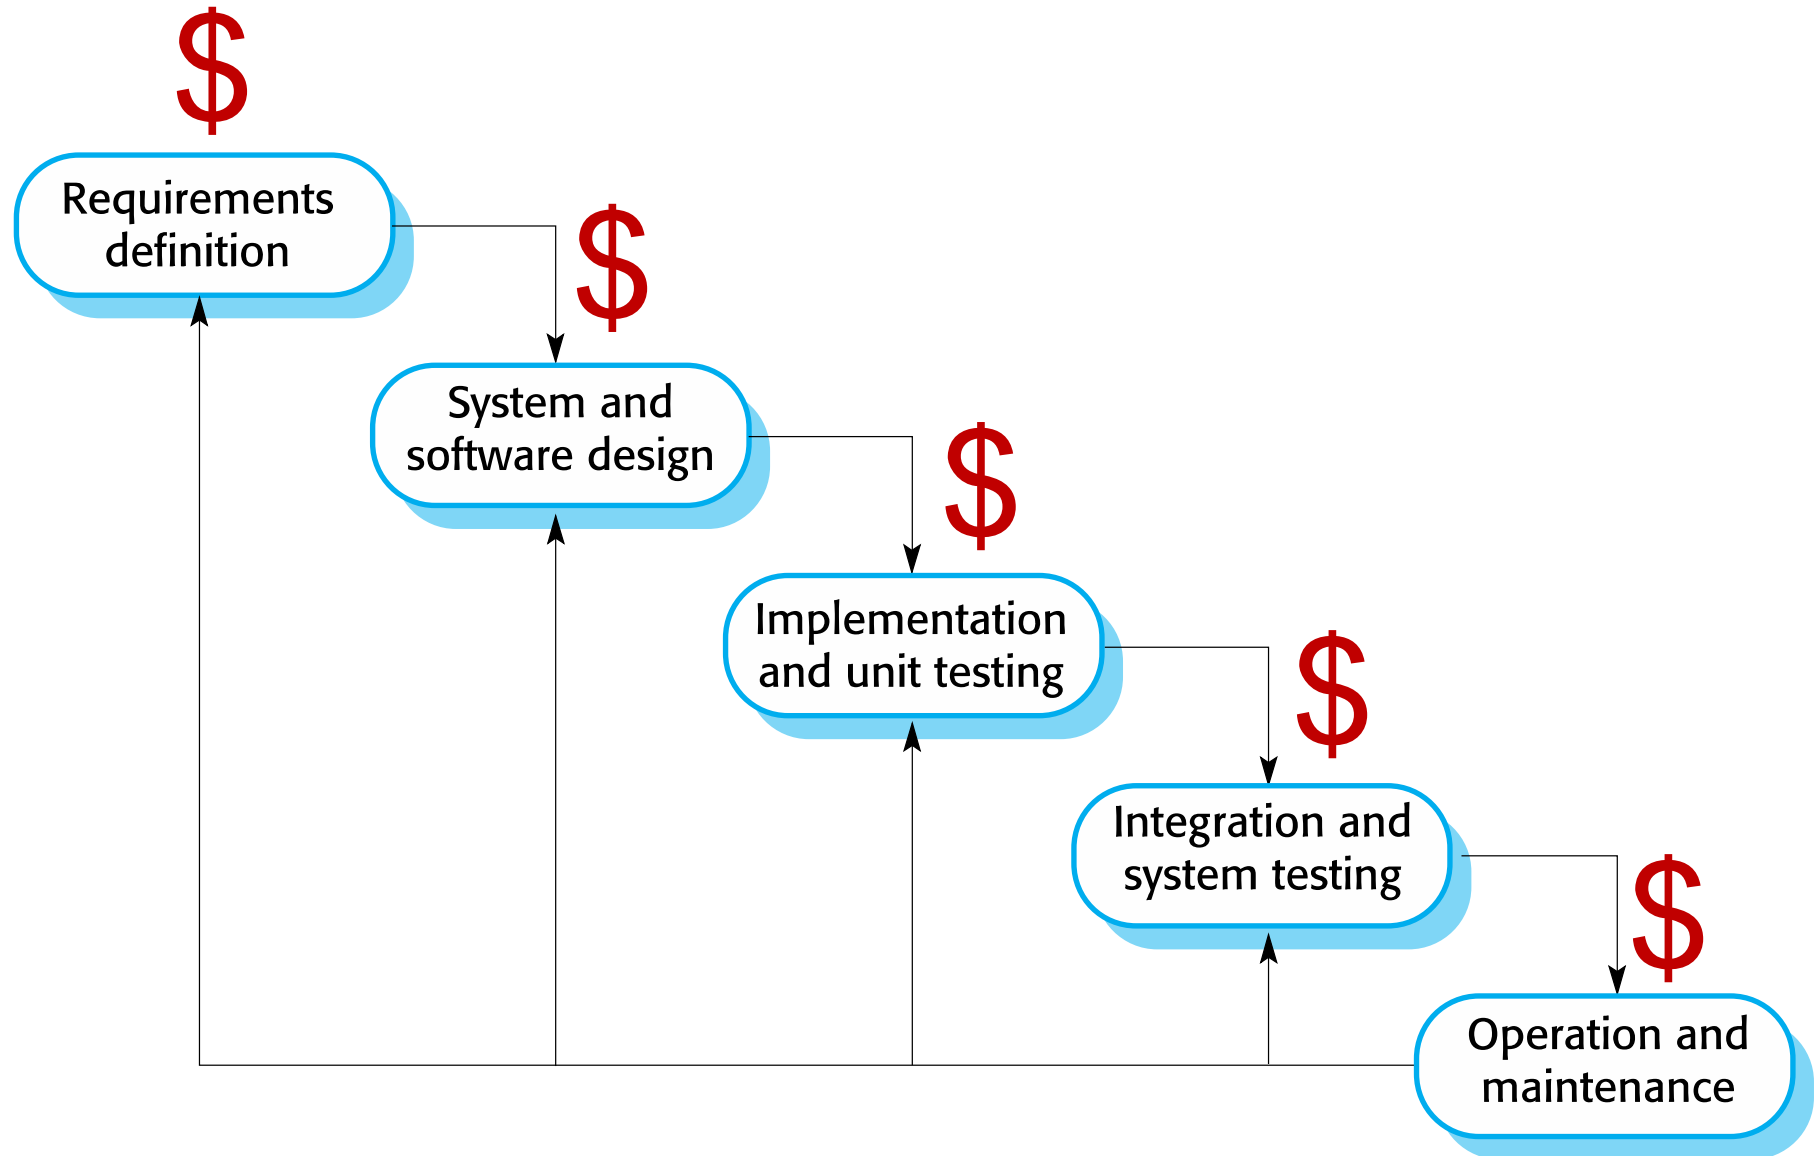 $
Requirements
definition
$
System and
software design
$
Implementation
and unit testing
$
Integration and
system testing
$
Operation and
maintenance